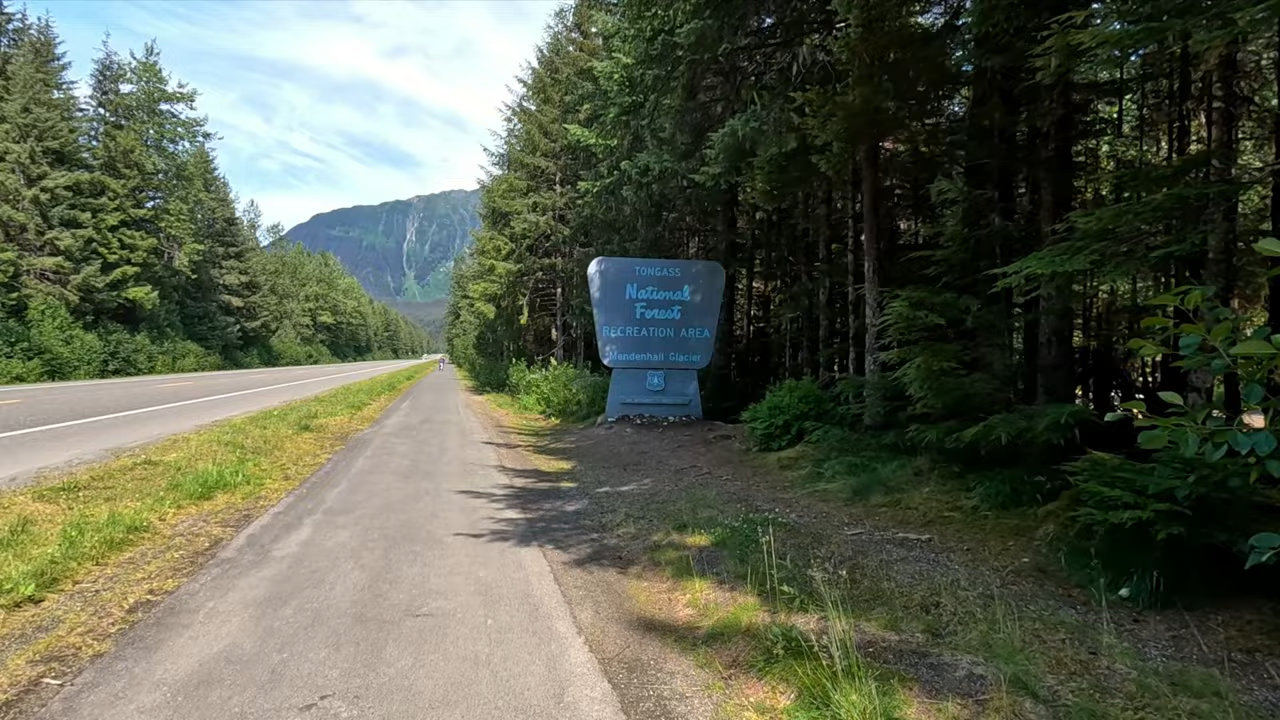 TONGASS
National
Forest
RECREATION AREA
Mendenhall Glacier